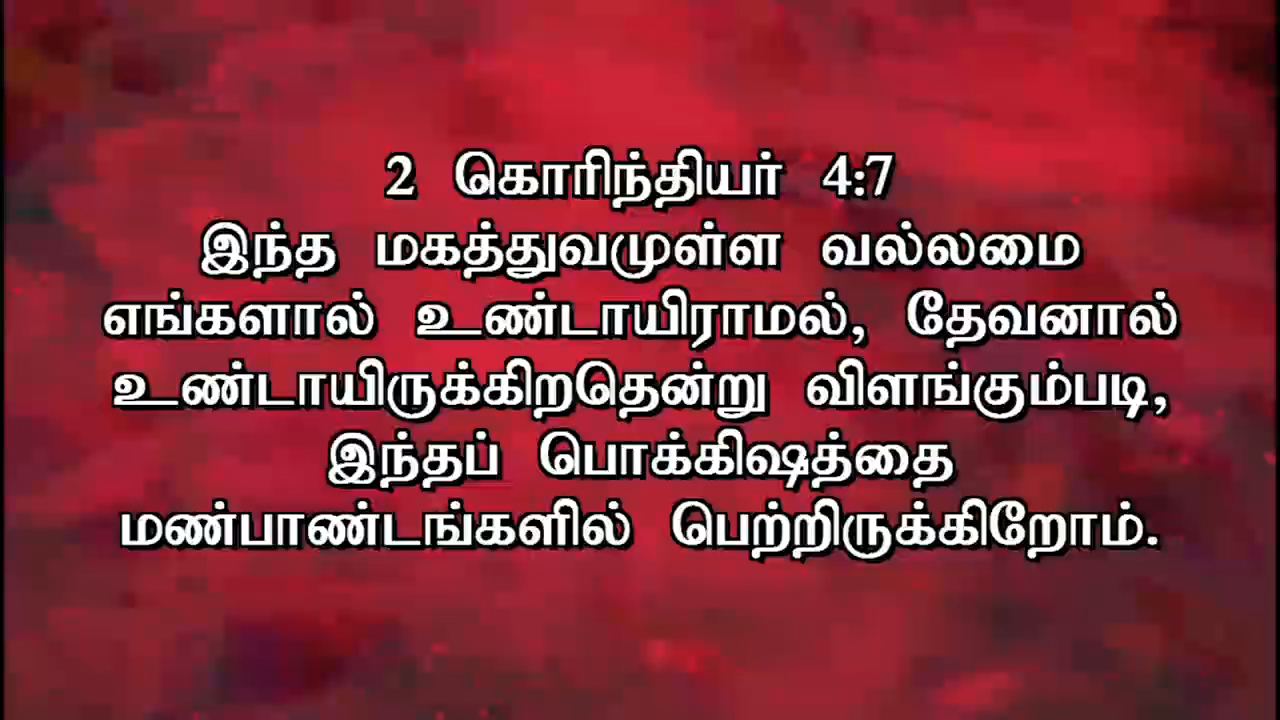 2 கொரிந்தியர் 4:7
இந்த மகத்துவமுள்ள வல்லமை
எங்களால் உண்டாயிராமல், தேவனால்
உண்டாயிருக்கிறதென்று விளங்கும்படி,
இந்தப் பொக்கிஷத்தை
மண்பாண்டங்களில் பெற்றிருக்கிறோம்.